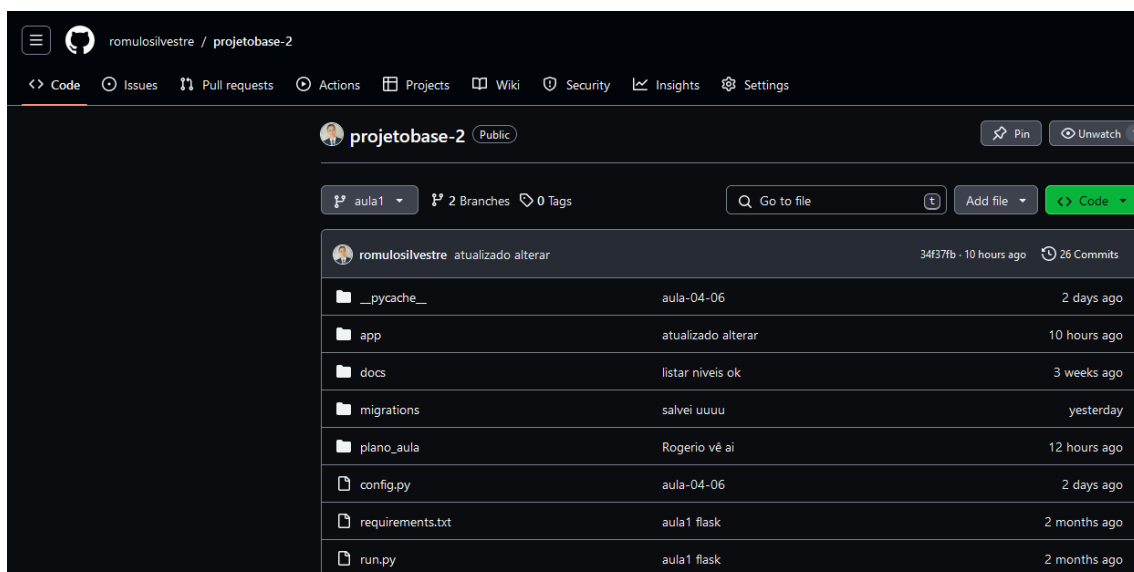 romulosilvestre / projetobase-2
Code Issues Pull requests Actions Projects Wiki Security Insights Settings
projetobase-2 Public Pin Unwatch
aula1 2 Branches 0 Tags Go to file t Add file Code
romulosilvestre atualizado alterar 34f37fb · 10 hours ago 26 Commits
__pycache__ aula-04-06 2 days ago
app atualizado alterar 10 hours ago
docs listar niveis ok 3 weeks ago
migrations salvei uuuu yesterday
plano_aula Rogerio vê ai 12 hours ago
config.py aula-04-06 2 days ago
requirements.txt aula1 flask 2 months ago
run.py aula1 flask 2 months ago